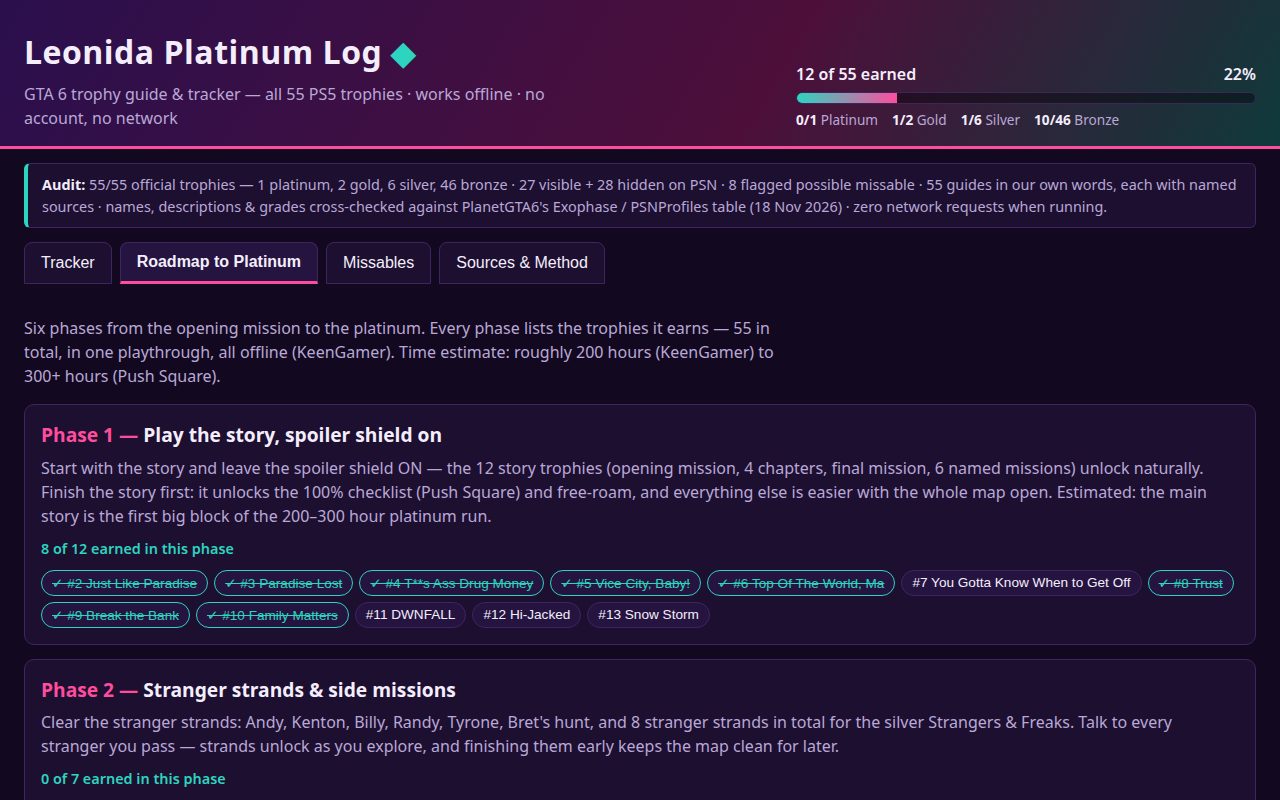 Leonida Platinum Log ◆
GTA 6 trophy guide & tracker — all 55 PS5 trophies · works offline · no
account, no network
12 of 55 earned 22%
0/1 Platinum 1/2 Gold 1/6 Silver 10/46 Bronze
Audit: 55/55 official trophies — 1 platinum, 2 gold, 6 silver, 46 bronze · 27 visible + 28 hidden on PSN · 8 flagged possible missable · 55 guides in our own words, each with named
sources · names, descriptions & grades cross-checked against PlanetGTA6's Exophase / PSNProfiles table (18 Nov 2026) · zero network requests when running.
Tracker Roadmap to Platinum Missables Sources & Method
Six phases from the opening mission to the platinum. Every phase lists the trophies it earns — 55 in
total, in one playthrough, all offline (KeenGamer). Time estimate: roughly 200 hours (KeenGamer) to
300+ hours (Push Square).
Phase 1 — Play the story, spoiler shield on
Start with the story and leave the spoiler shield ON — the 12 story trophies (opening mission, 4 chapters, final mission, 6 named missions) unlock naturally.
Finish the story first: it unlocks the 100% checklist (Push Square) and free-roam, and everything else is easier with the whole map open. Estimated: the main
story is the first big block of the 200–300 hour platinum run.
8 of 12 earned in this phase
✓ #2 Just Like Paradise ✓ #3 Paradise Lost ✓ #4 T**s Ass Drug Money ✓ #5 Vice City, Baby! ✓ #6 Top Of The World, Ma #7 You Gotta Know When to Get Off ✓ #8 Trust
✓ #9 Break the Bank ✓ #10 Family Matters #11 DWNFALL #12 Hi-Jacked #13 Snow Storm
Phase 2 — Stranger strands & side missions
Clear the stranger strands: Andy, Kenton, Billy, Randy, Tyrone, Bret's hunt, and 8 stranger strands in total for the silver Strangers & Freaks. Talk to every
stranger you pass — strands unlock as you explore, and finishing them early keeps the map clean for later.
0 of 7 earned in this phase